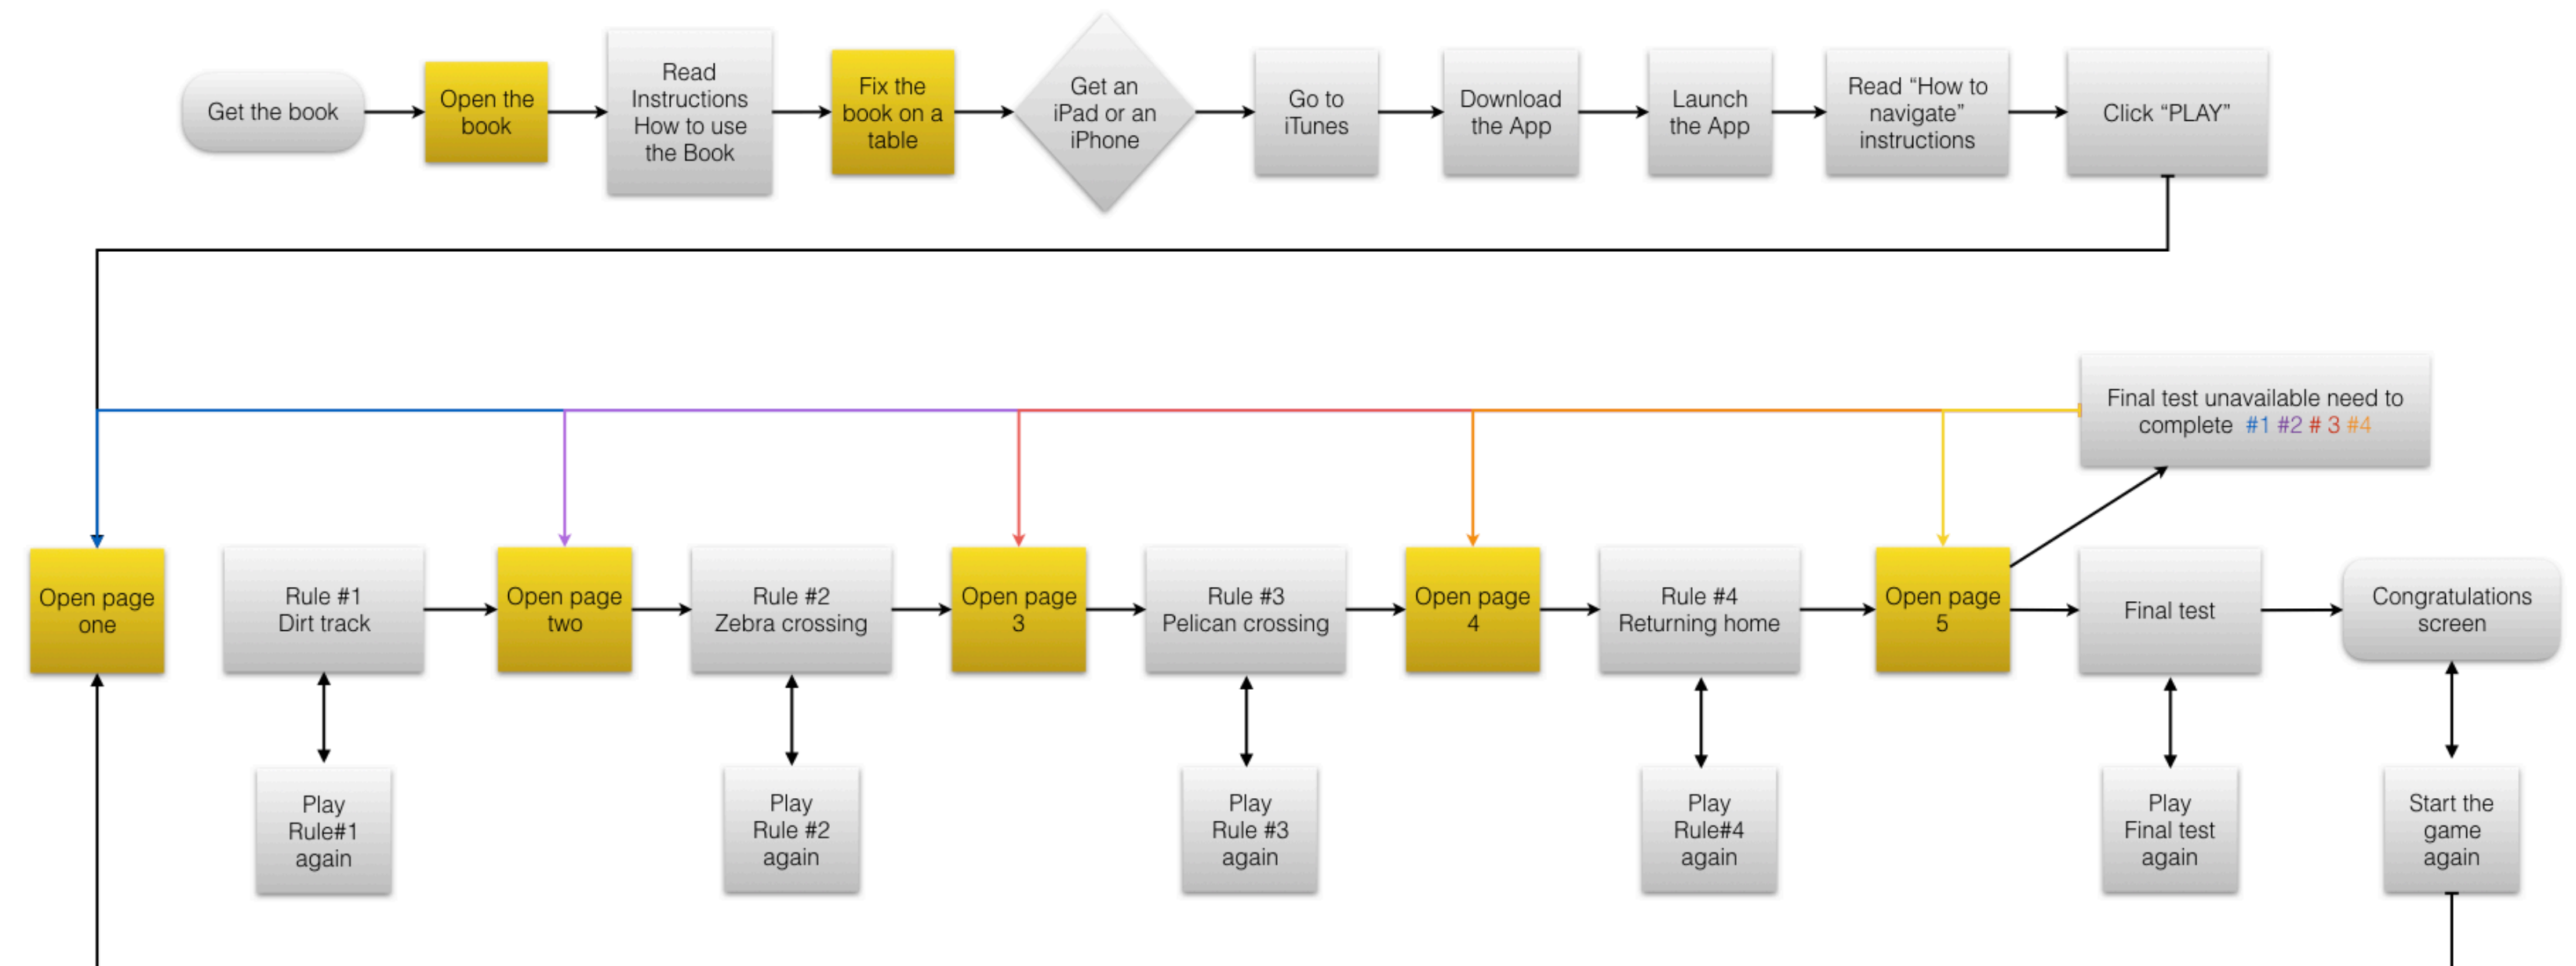 Get the book
Open the
book
Read
Instructions
How to use
the Book
Fix the
book on a
table
Get an
iPad or an
iPhone
Go to
iTunes
Download
the App
Launch
the App
Read “How to
navigate”
instructions
Click “PLAY”
Final test unavailable need to
complete #1 #2 # 3 #4
Open page
one
Rule #1
Dirt track
Open page
two
Rule #2
Zebra crossing
Open page
3
Rule #3
Pelican crossing
Open page
4
Rule #4
Returning home
Open page
5
Final test
Congratulations
screen
Play
Rule#1
again
Play
Rule #2
again
Play
Rule #3
again
Play
Rule#4
again
Play
Final test
again
Start the
game
again